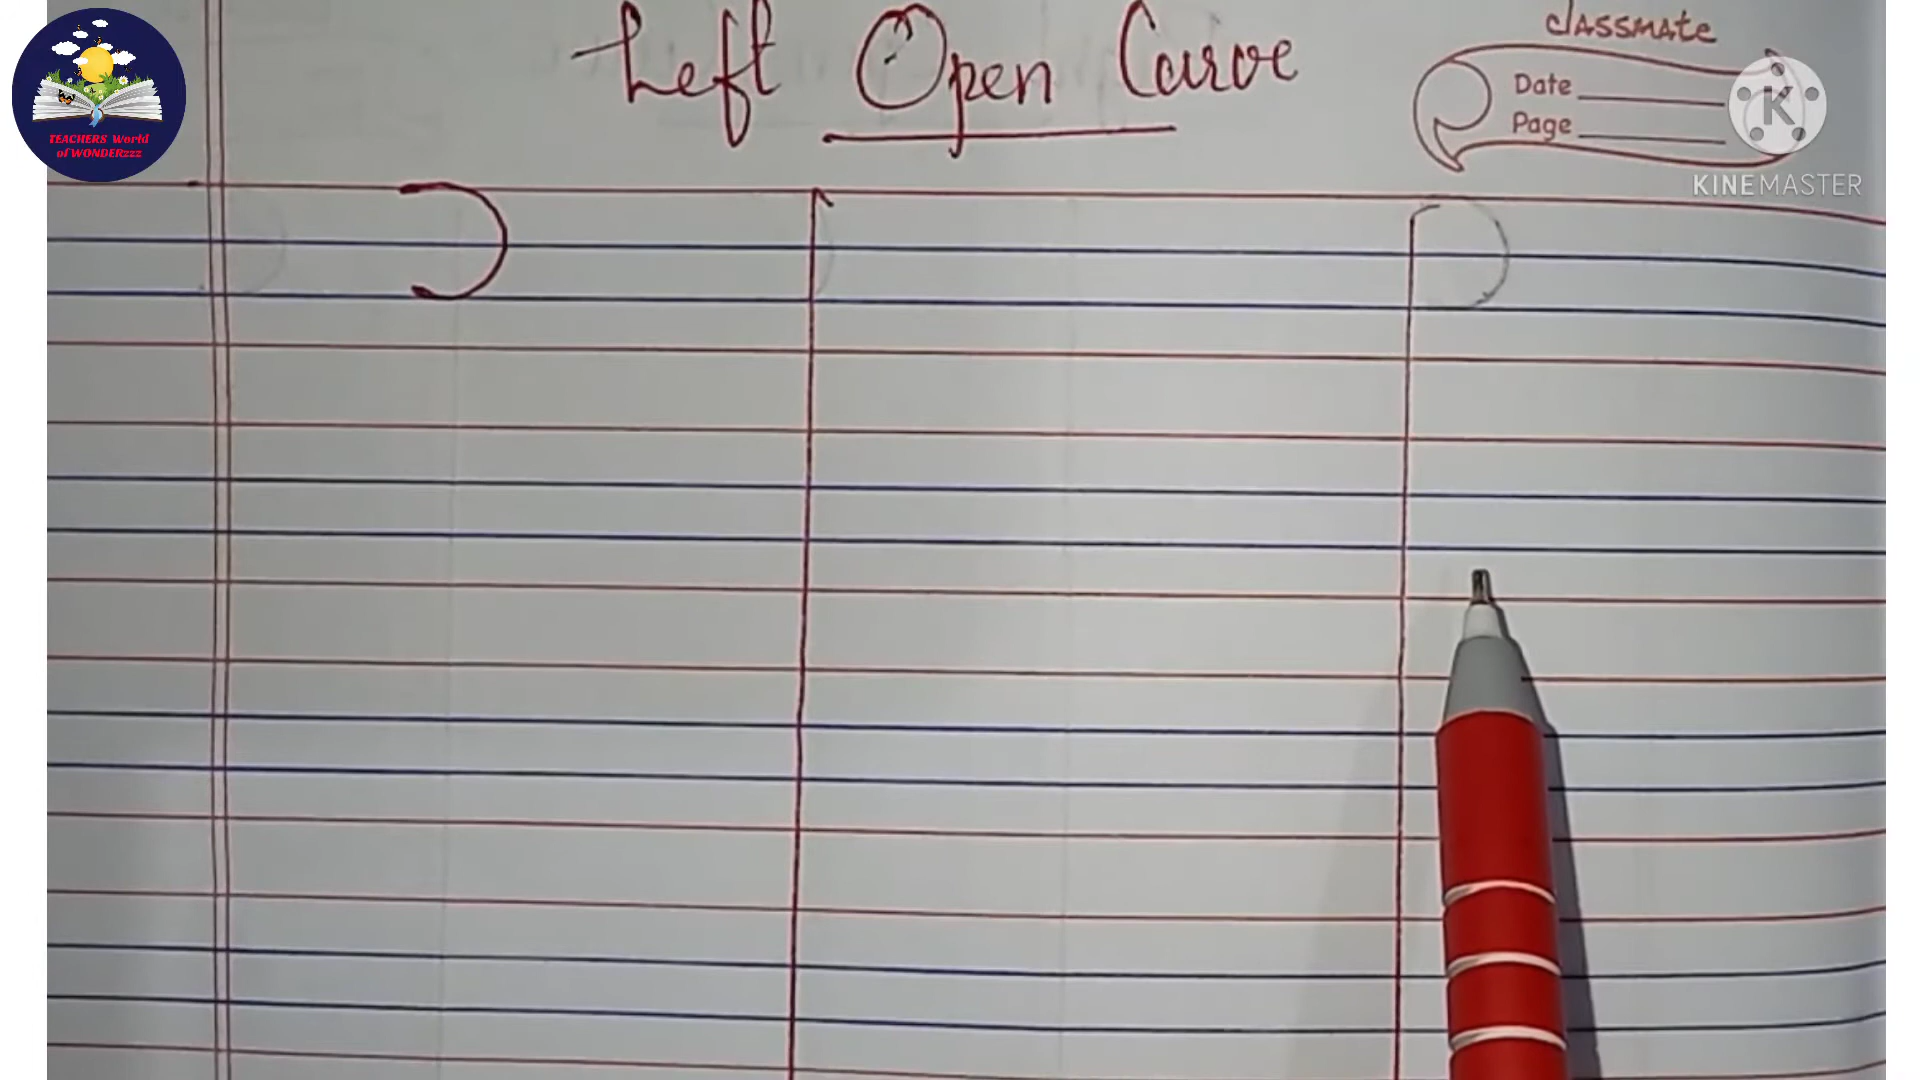 Left Open Curve
classmate
Date
Page
TEACHERS World
of WONDERzzz
K
KINEMASTER